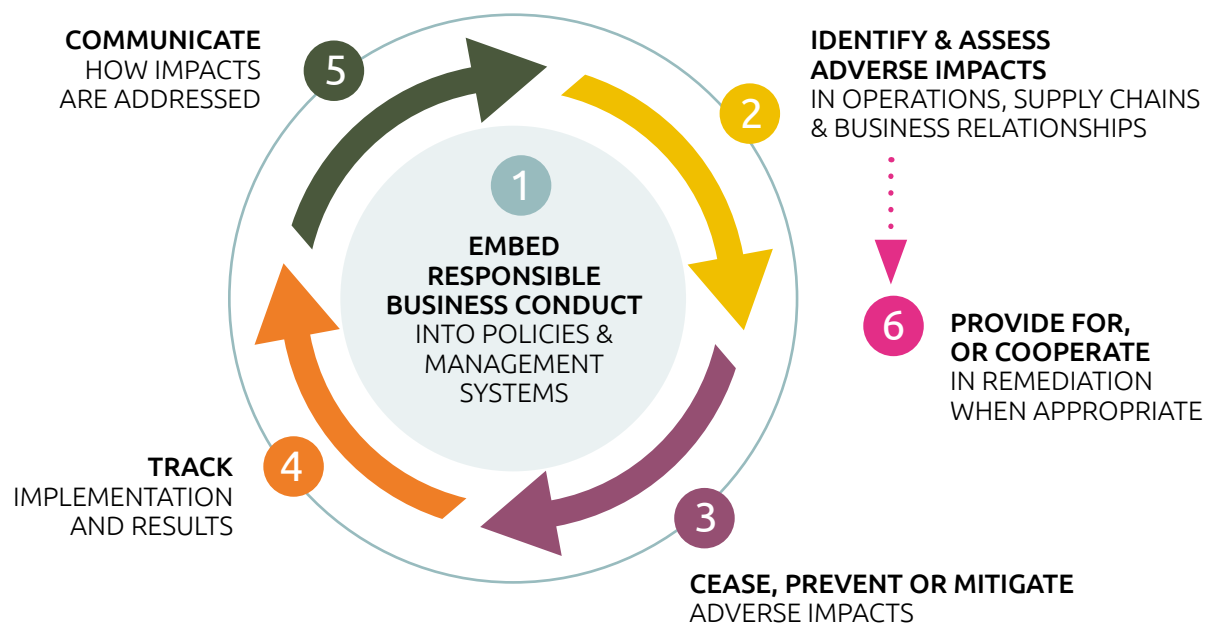 1
EMBED
RESPONSIBLE
BUSINESS CONDUCT
INTO POLICIES &
MANAGEMENT
SYSTEMS
2
IDENTIFY & ASSESS
ADVERSE IMPACTS
IN OPERATIONS, SUPPLY CHAINS
& BUSINESS RELATIONSHIPS
3
CEASE, PREVENT OR MITIGATE
ADVERSE IMPACTS
4
TRACK
IMPLEMENTATION
AND RESULTS
5
COMMUNICATE
HOW IMPACTS
ARE ADDRESSED
6
PROVIDE FOR,
OR COOPERATE
IN REMEDIATION
WHEN APPROPRIATE